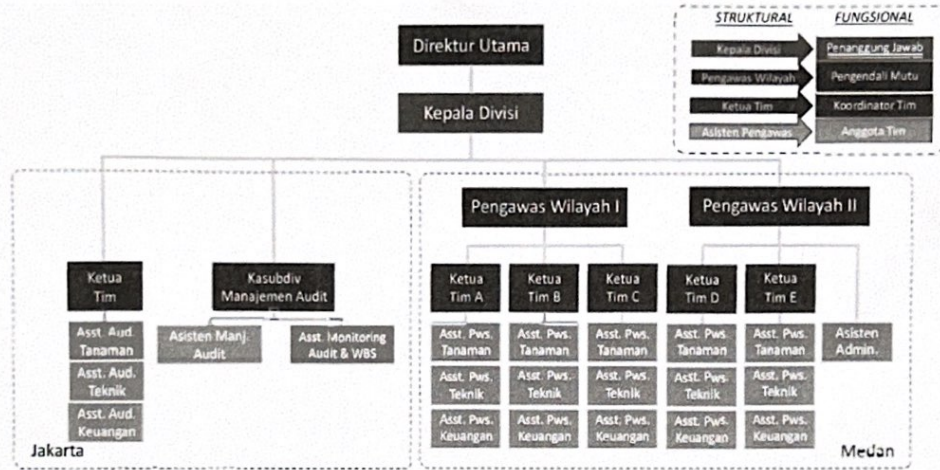 STRUKTURAL FUNGSIONAL
Kepala Divisi Penanggung Jawab
Pengawas Wilayah Pengendali Mutu
Ketua Tim Koordinator Tim
Asisten Pengawas Anggota Tim
Direktur Utama
Kepala Divisi
Pengawas Wilayah I
Pengawas Wilayah II
Ketua
Tim
Kasubdiv
Manajemen Audit
Ketua
Tim A
Ketua
Tim B
Ketua
Tim C
Ketua
Tim D
Ketua
Tim E
Asst. Aud.
Tanaman
Asst. Aud.
Teknik
Asst. Aud.
Keuangan
Asisten Manj.
Audit
Asst. Monitoring
Audit & WBS
Asst. Pws.
Tanaman
Asst. Pws.
Teknik
Asst. Pws.
Keuangan
Asst. Pws.
Tanaman
Asst. Pws.
Teknik
Asst. Pws.
Keuangan
Asst. Pws.
Tanaman
Asst. Pws.
Teknik
Asst. Pws.
Keuangan
Asst. Pws.
Tanaman
Asst. Pws.
Teknik
Asst. Pws.
Keuangan
Asst. Pws.
Tanaman
Asst. Pws.
Teknik
Asst. Pws.
Keuangan
Asisten
Admin.
Jakarta
Medan